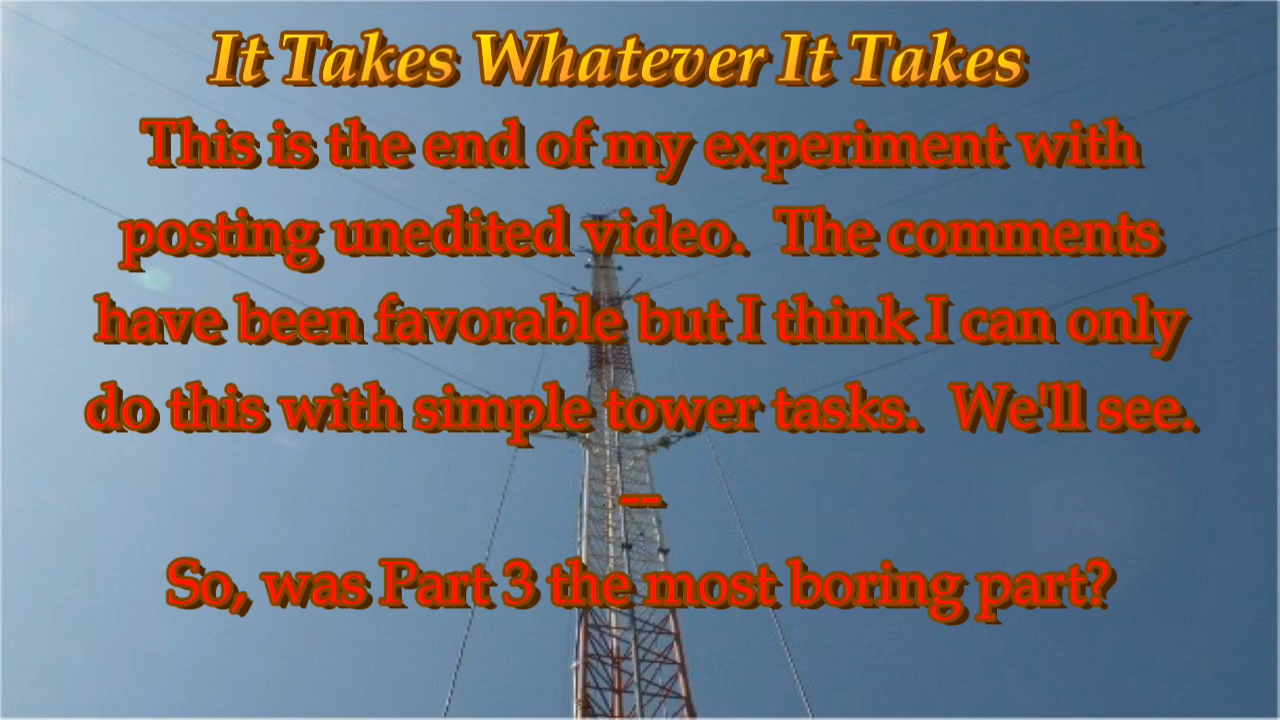 It Takes Whatever It Takes
This is the end of my experiment with
posting unedited video.  The comments
have been favorable but I think I can only
do this with simple tower tasks.  We'll see.
--
So, was Part 3 the most boring part?